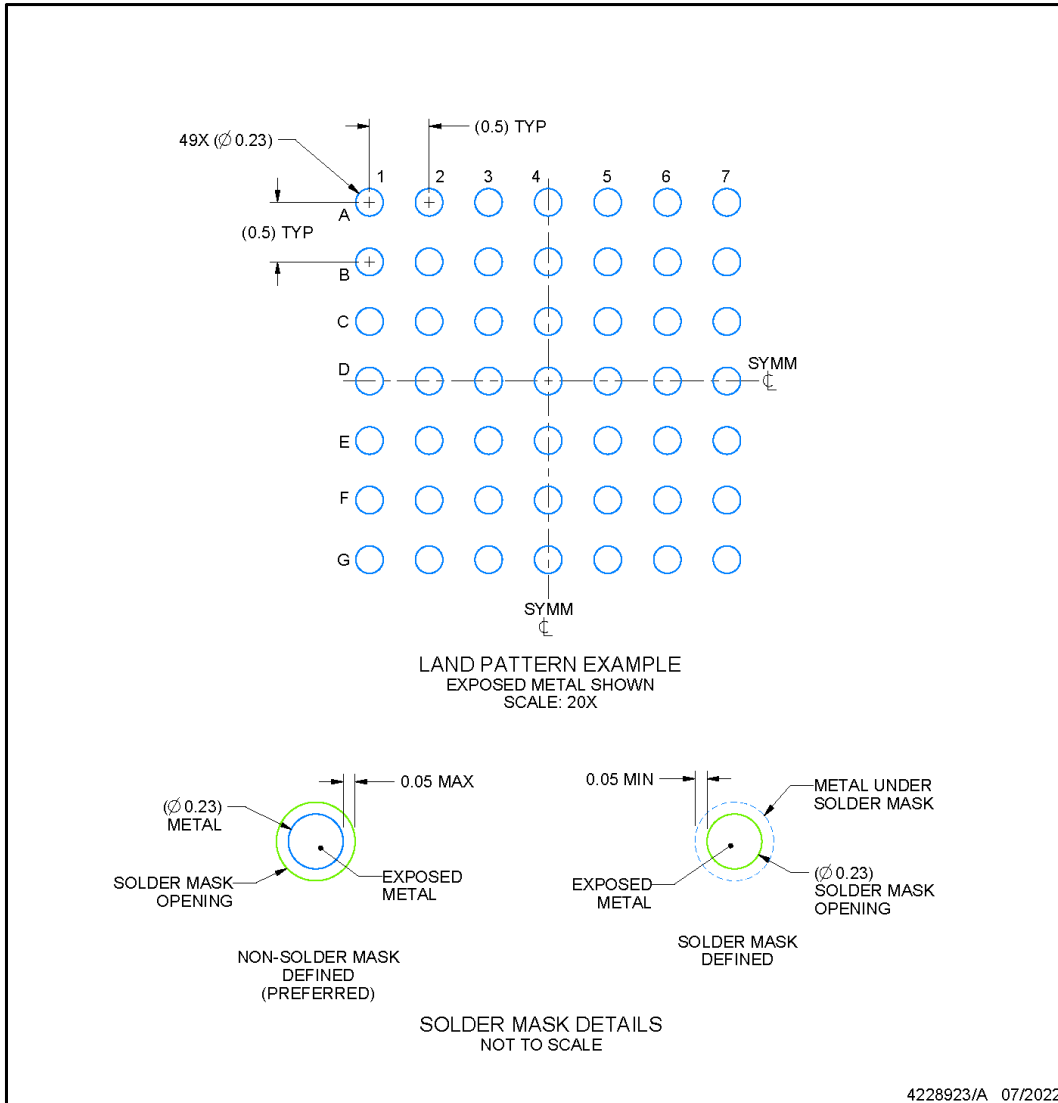 (0.5) TYP
49X (∅ 0.23)
1 2 3 4 5 6 7
A
(0.5) TYP
B
C
D
SYMM
℄
E
F
G
SYMM
℄
LAND PATTERN EXAMPLE
EXPOSED METAL SHOWN
SCALE: 20X
0.05 MAX
(∅ 0.23)
METAL
SOLDER MASK
OPENING
EXPOSED
METAL
NON-SOLDER MASK
DEFINED
(PREFERRED)
0.05 MIN
METAL UNDER
SOLDER MASK
EXPOSED
METAL
(∅ 0.23)
SOLDER MASK
OPENING
SOLDER MASK
DEFINED
SOLDER MASK DETAILS
NOT TO SCALE
4228923/A 07/2022